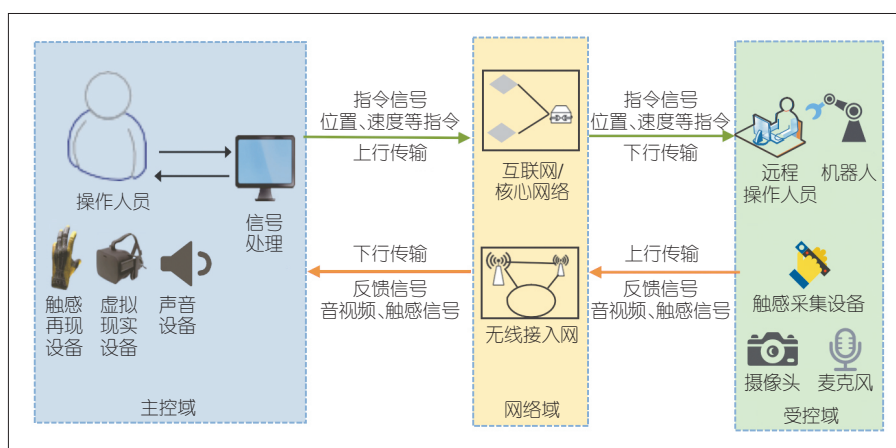 操作人员
信号
处理
触感
再现
设备
虚拟
现实
设备
声音
设备
主控域
指令信号
位置、速度等指令
上行传输
下行传输
反馈信号
音视频、触感信号
互联网/
核心网络
无线接入网
网络域
指令信号
位置、速度等指令
下行传输
上行传输
反馈信号
音视频、触感信号
远程
操作人员
机器人
触感采集设备
摄像头
麦克风
受控域